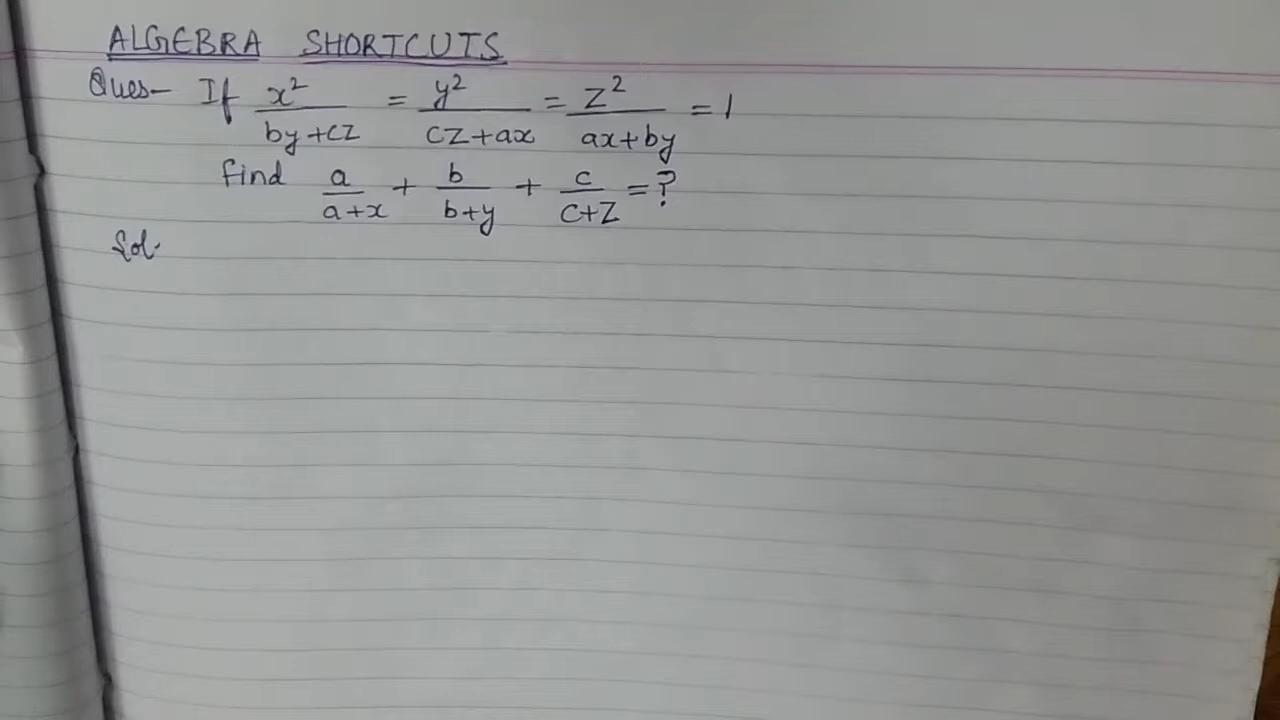 ALGEBRA SHORTCUTS
Ques- If x²/(by+cz) = y²/(cz+ax) = z²/(ax+by) = 1
find a/(a+x) + b/(b+y) + c/(c+z) = ?
Sol.